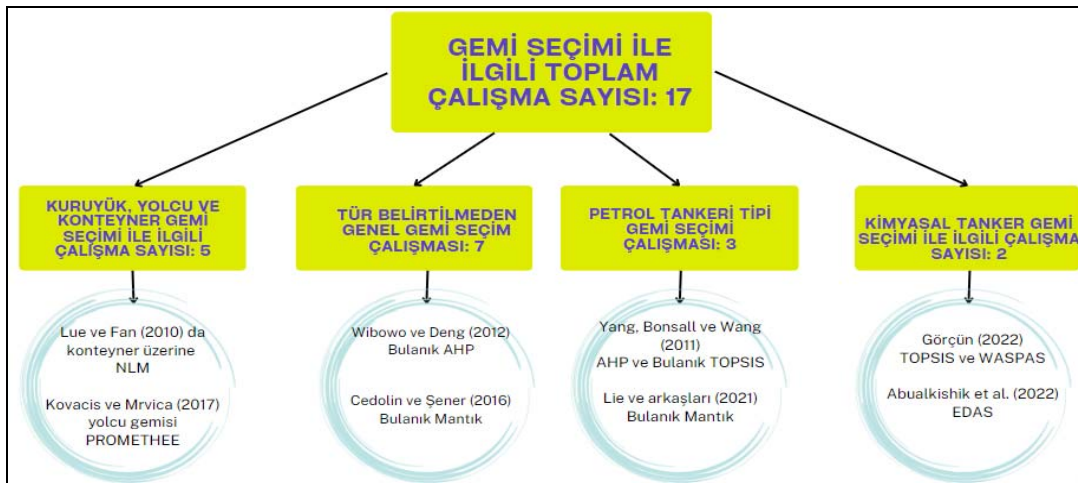 GEMİ SEÇİMİ İLE
İLGİLİ TOPLAM
ÇALIŞMA SAYISI: 17
KURUYÜK, YOLCU VE
KONTEYNER GEMİ
SEÇİMİ İLE İLGİLİ
ÇALIŞMA SAYISI: 5
TÜR BELİRTİLMEDEN
GENEL GEMİ SEÇİM
ÇALIŞMASI: 7
PETROL TANKERİ TİPİ
GEMİ SEÇİMİ
ÇALIŞMASI: 3
KİMYASAL TANKER GEMİ
SEÇİMİ İLE İLGİLİ ÇALIŞMA
SAYISI: 2
Lue ve Fan (2010) da
konteyner üzerine
NLM
Kovacis ve Mrvica (2017)
yolcu gemisi
PROMETHEE
Wibowo ve Deng (2012)
Bulanık AHP
Cedolin ve Şener (2016)
Bulanık Mantık
Yang, Bonsall ve Wang
(2011)
AHP ve Bulanık TOPSIS
Lie ve arkaşları (2021)
Bulanık Mantık
Görçün (2022)
TOPSIS ve WASPAS
Abualkishik et al. (2022)
EDAS